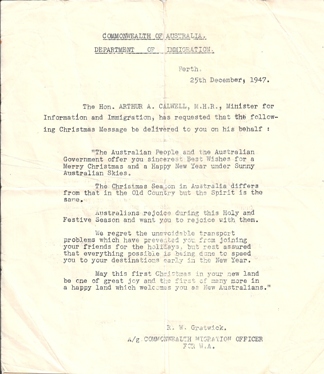 COMMONWEALTH OF AUSTRALIA.
DEPARTMENT OF IMMIGRATION.
Perth.
25th December, 1947.
The Hon. ARTHUR A. CALWELL, M.H.R., Minister for
Information and Immigration, has requested that the follow-
ing Christmas Message be delivered to you on his behalf :
"The Australian People and the Australian
Government offer you sincerest Best Wishes for a
Merry Christmas and a Happy New Year under Sunny
Australian Skies.
The Christmas Season in Australia differs
from that in the Old Country but the Spirit is the
same.
Australians rejoice during this Holy and
Festive Season and want you to rejoice with them.
We regret the unavoidable transport
problems which have prevented you from joining
your friends for the holidays, but rest assured
that everything possible is being done to speed
you to your destinations early in the New Year.
May this first Christmas in your new land
be one of great joy and the first of many more in
a happy land which welcomes you as New Australians."
R. W. Gratwick.
A/g COMMONWEALTH MIGRATION OFFICER
W.A.